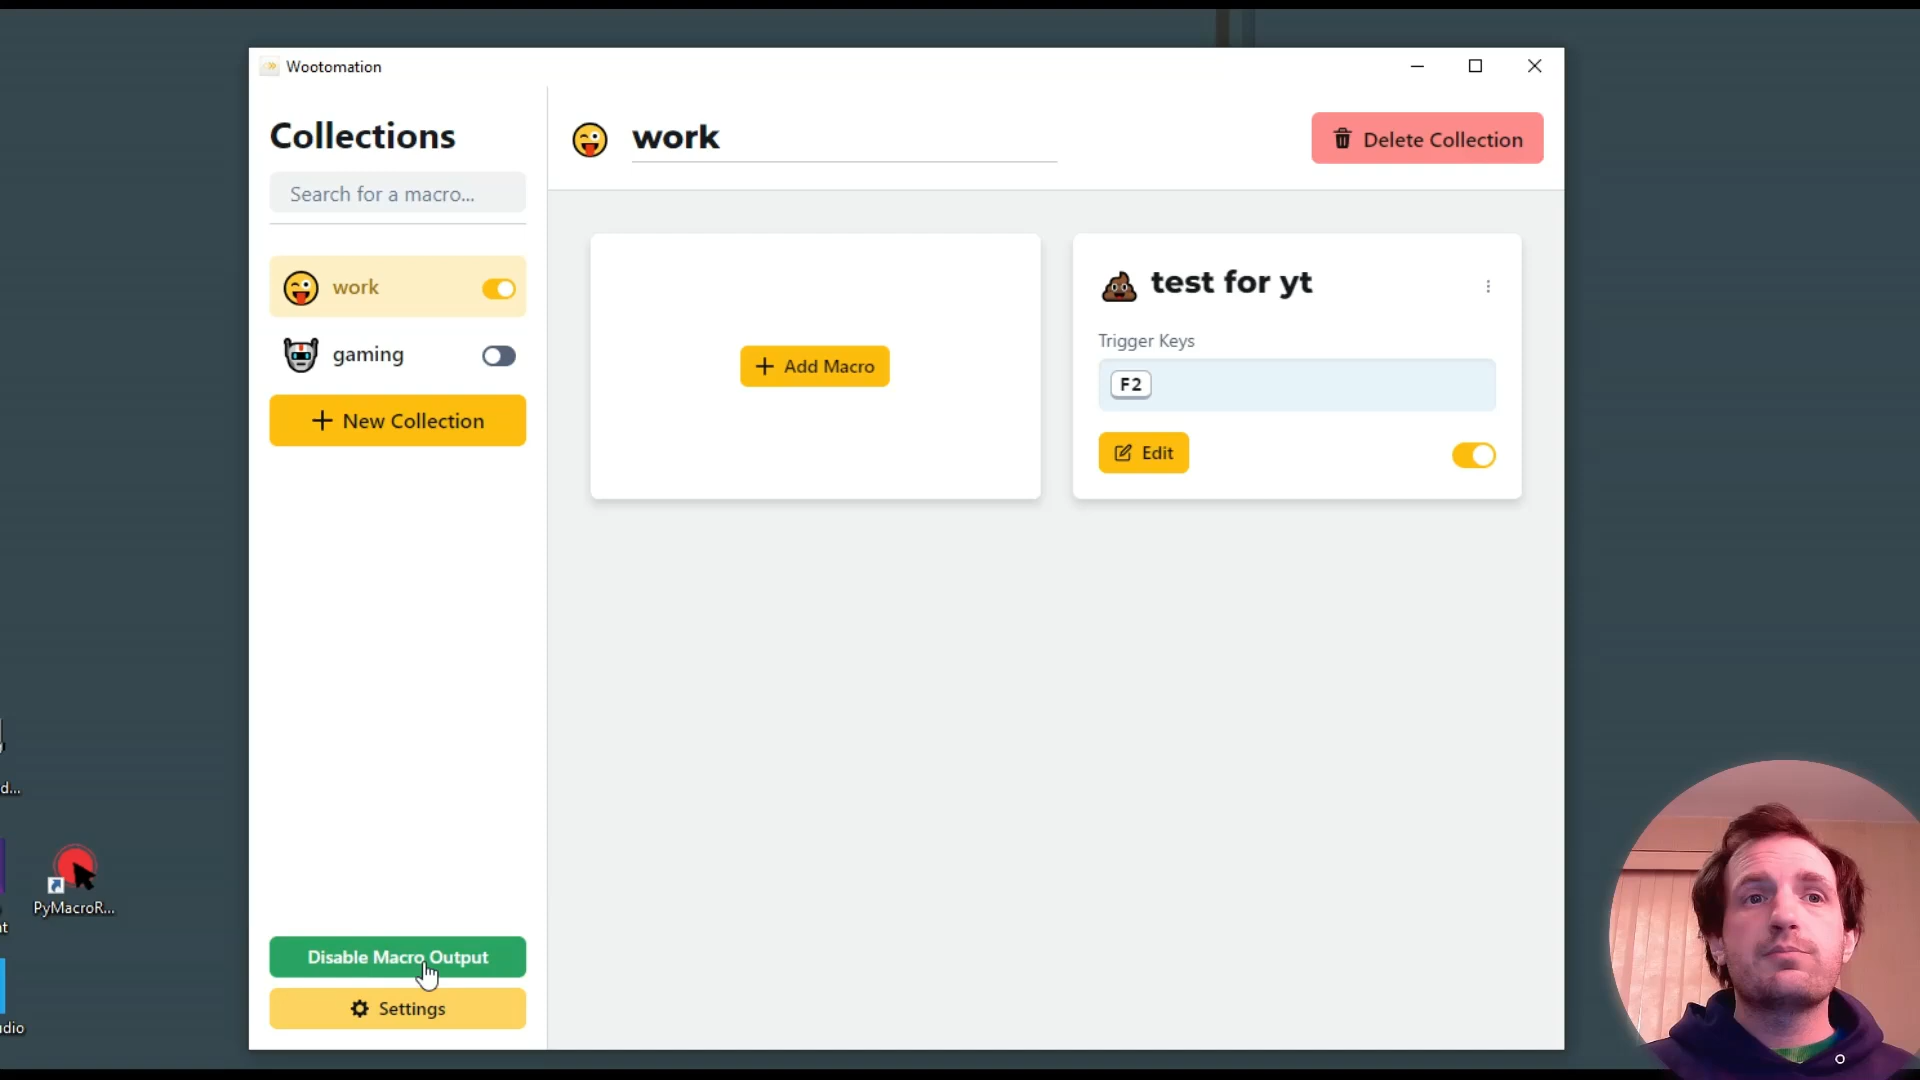 Wootomation
Collections
Search for a macro...
work
gaming
New Collection
Disable Macro Output
Settings
work
Delete Collection
Add Macro
test for yt
Trigger Keys
F2
Edit
d...
PyMacroR...